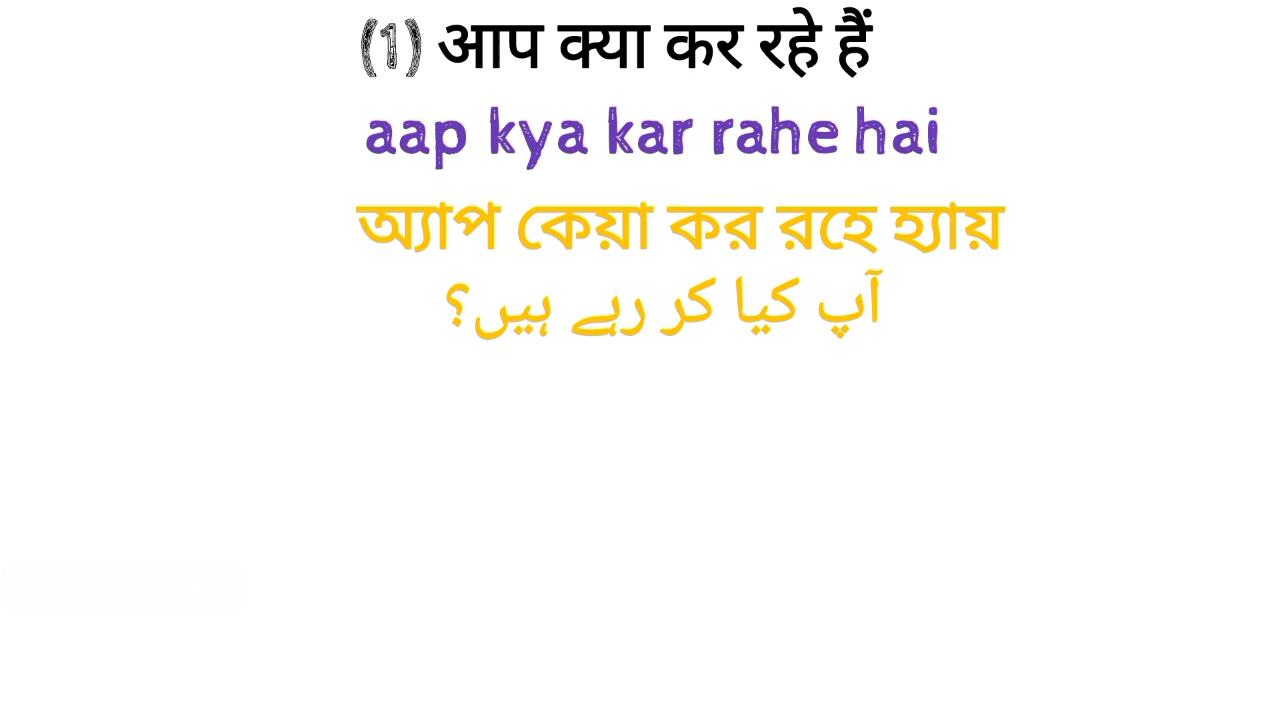 (1) आप क्या कर रहे हैं
aap kya kar rahe hai
অ্যাপ কেয়া কর রহে হ্যায়
آپ کیا کر رہے ہیں؟